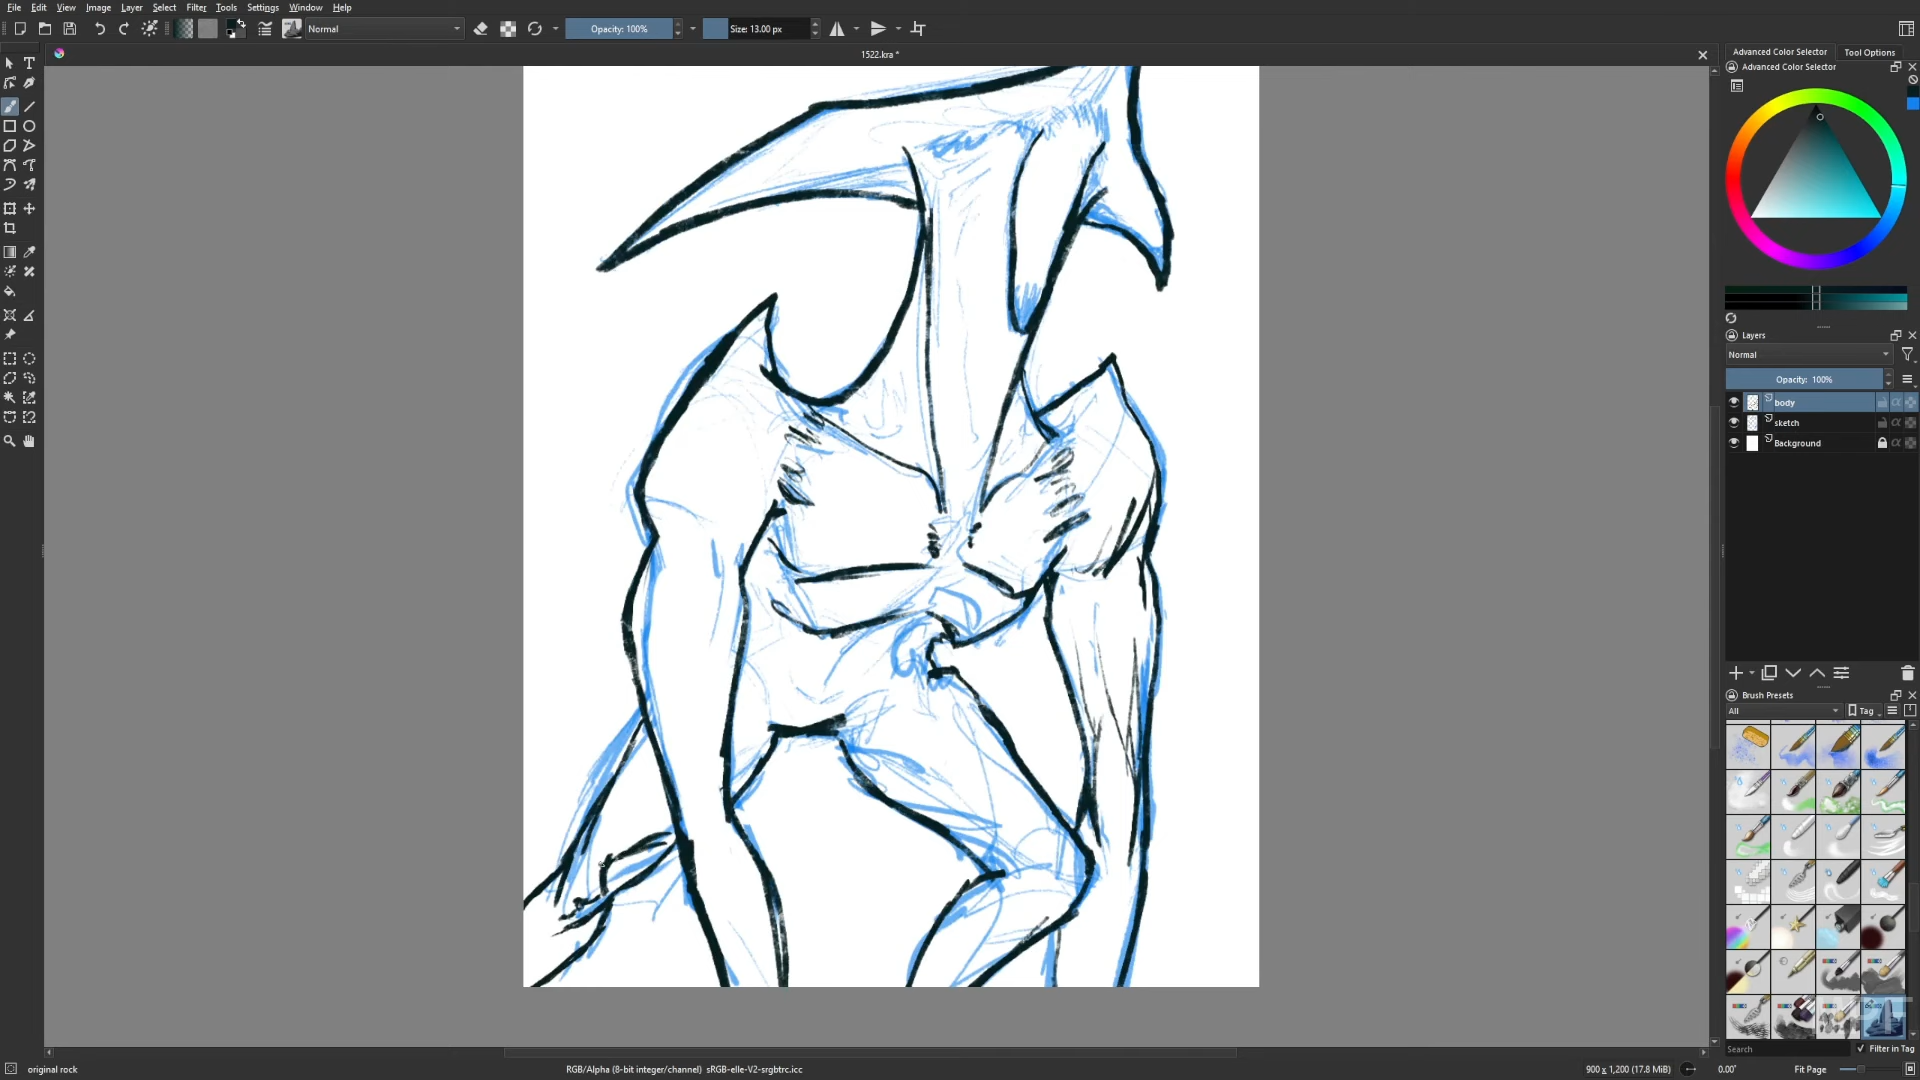 File Edit View Image Layer Select Filter Tools Settings Window Help
Normal Opacity: 100% Size: 13.00 px
1522.kra *
Advanced Color Selector Tool Options
Advanced Color Selector
Layers
Normal
Opacity: 100%
body
sketch
Background
Brush Presets
All Tag
Search Filter in Tag
original rock RGB/Alpha (8-bit integer/channel) sRGB-elle-V2-srgbtrc.icc 900 x 1,200 (17.8 MiB) 0.00° Fit Page